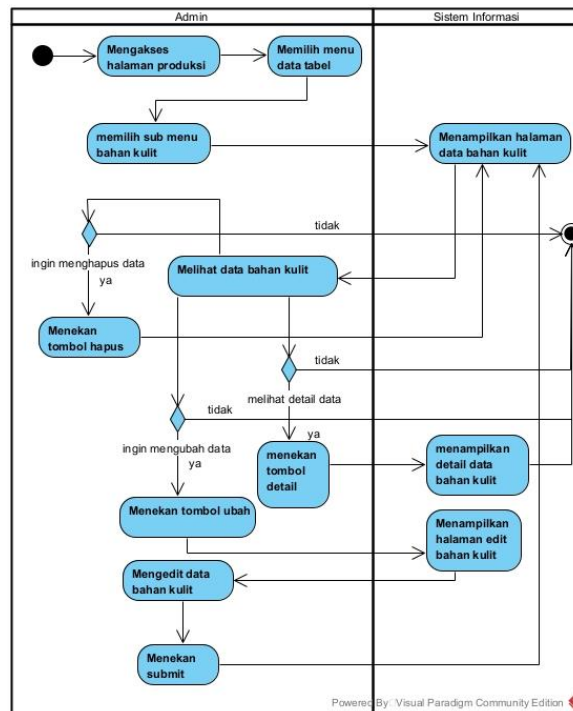 Admin
Sistem Informasi
Mengakses
halaman produksi
Memilih menu
data tabel
memilih sub menu
bahan kulit
Menampilkan halaman
data bahan kulit
tidak
ingin menghapus data
ya
Melihat data bahan kulit
Menekan
tombol hapus
tidak
melihat detail data
tidak
ya
ingin mengubah data
ya
menekan
tombol
detail
menampilkan
detail data
bahan kulit
Menekan tombol ubah
Menampilkan
halaman edit
bahan kulit
Mengedit data
bahan kulit
Menekan
submit
Powered By Visual Paradigm Community Edition